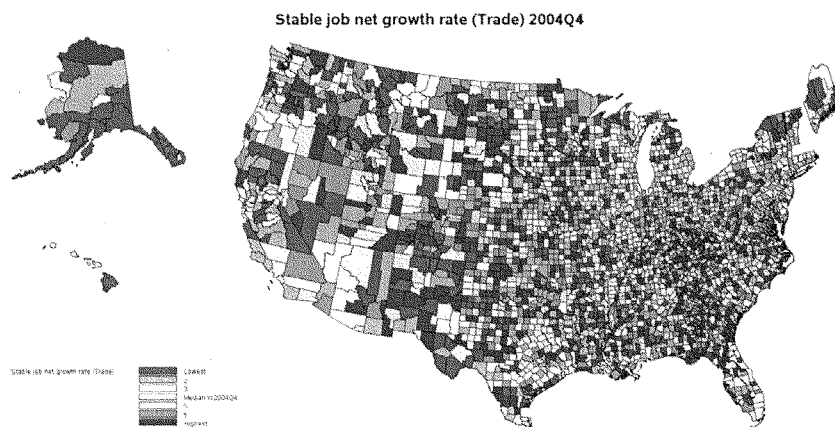 Stable job net growth rate (Trade) 2004Q4
Stable job net growth rate (Trade)
Lowest
2
3
Median in 2004Q4
5
6
Highest